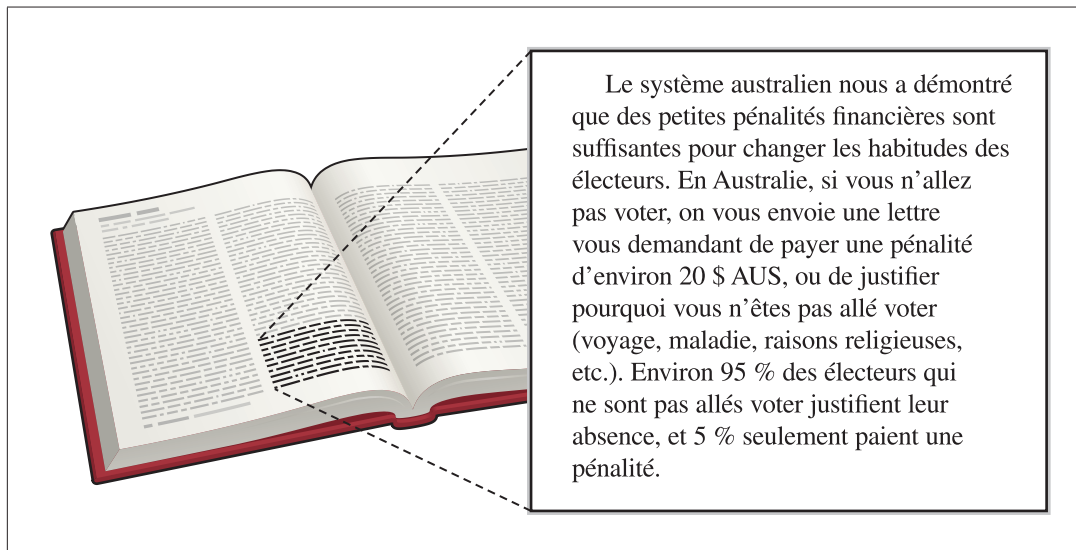 Le système australien nous a démontré
que des petites pénalités financières sont
suffisantes pour changer les habitudes des
électeurs. En Australie, si vous n’allez
pas voter, on vous envoie une lettre
vous demandant de payer une pénalité
d’environ 20 $ AUS, ou de justifier
pourquoi vous n’êtes pas allé voter
(voyage, maladie, raisons religieuses,
etc.). Environ 95 % des électeurs qui
ne sont pas allés voter justifient leur
absence, et 5 % seulement paient une
pénalité.